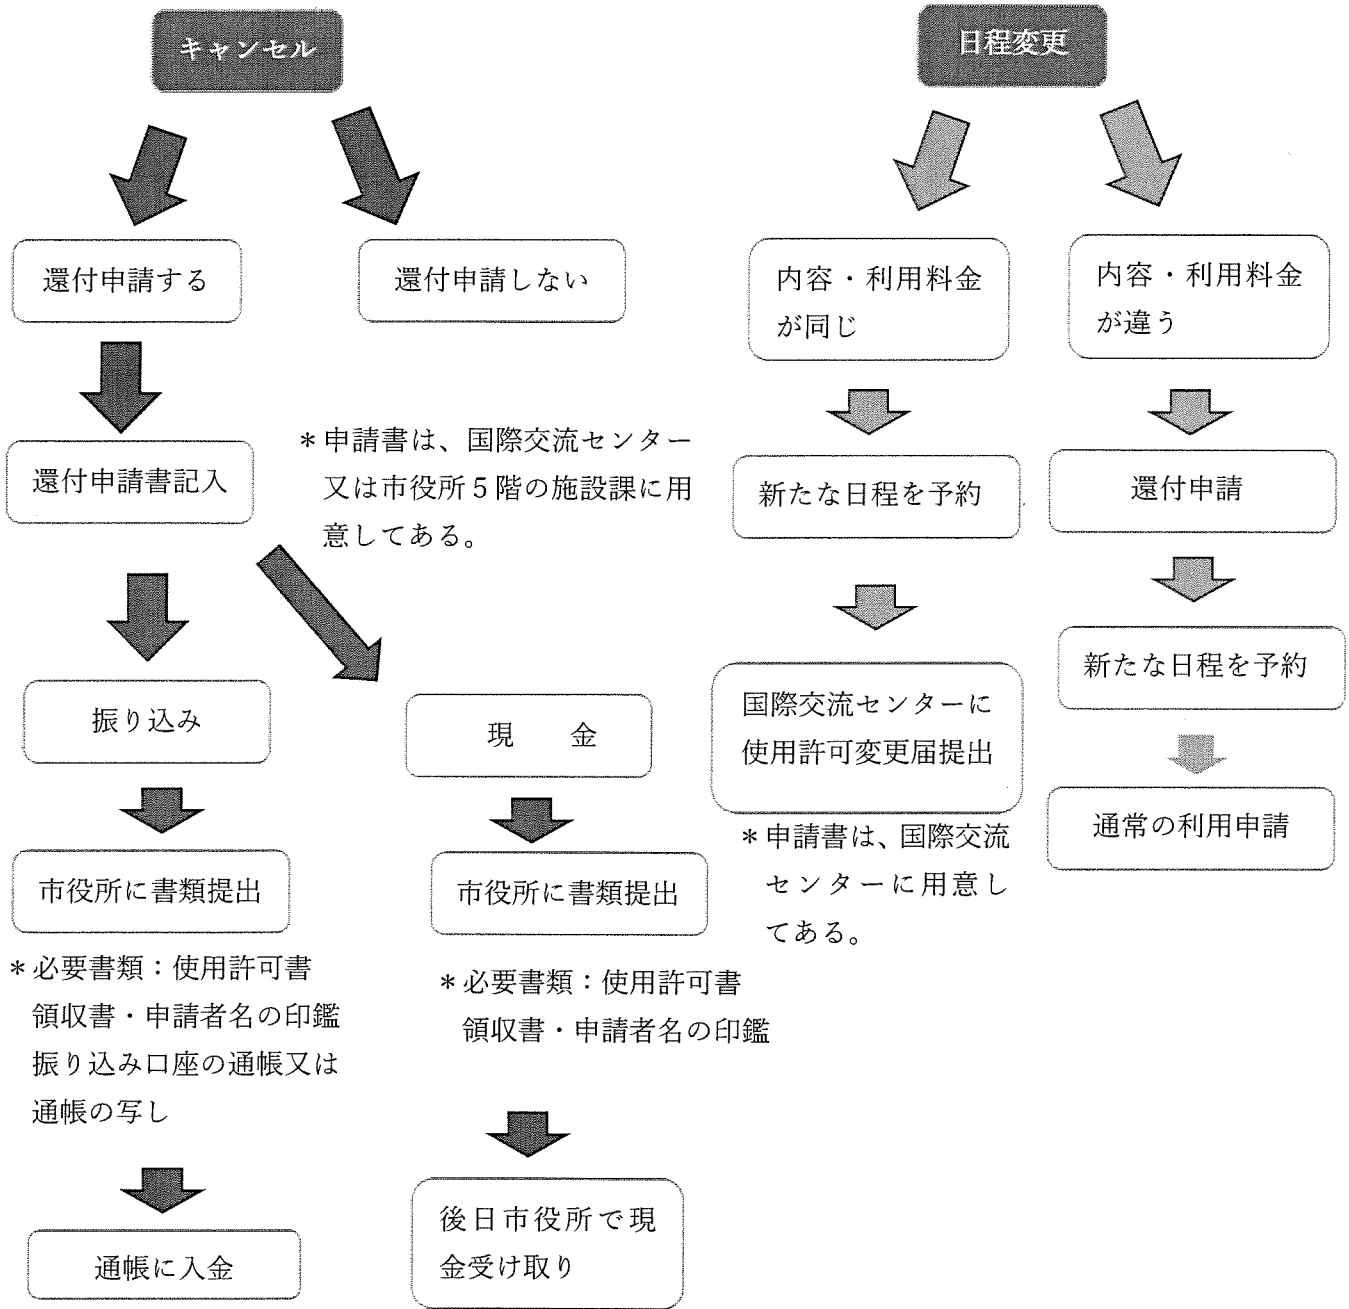 キャンセル
還付申請する
還付申請しない
還付申請書記入
＊申請書は、国際交流センター
又は市役所５階の施設課に用
意してある。
振り込み
現　　金
市役所に書類提出
＊必要書類：使用許可書
領収書・申請者名の印鑑
振り込み口座の通帳又は
通帳の写し
通帳に入金
市役所に書類提出
＊必要書類：使用許可書
領収書・申請者名の印鑑
後日市役所で現
金受け取り
日程変更
内容・利用料金
が同じ
新たな日程を予約
国際交流センターに
使用許可変更届提出
＊申請書は、国際交流
センターに用意し
てある。
内容・利用料金
が違う
還付申請
新たな日程を予約
通常の利用申請